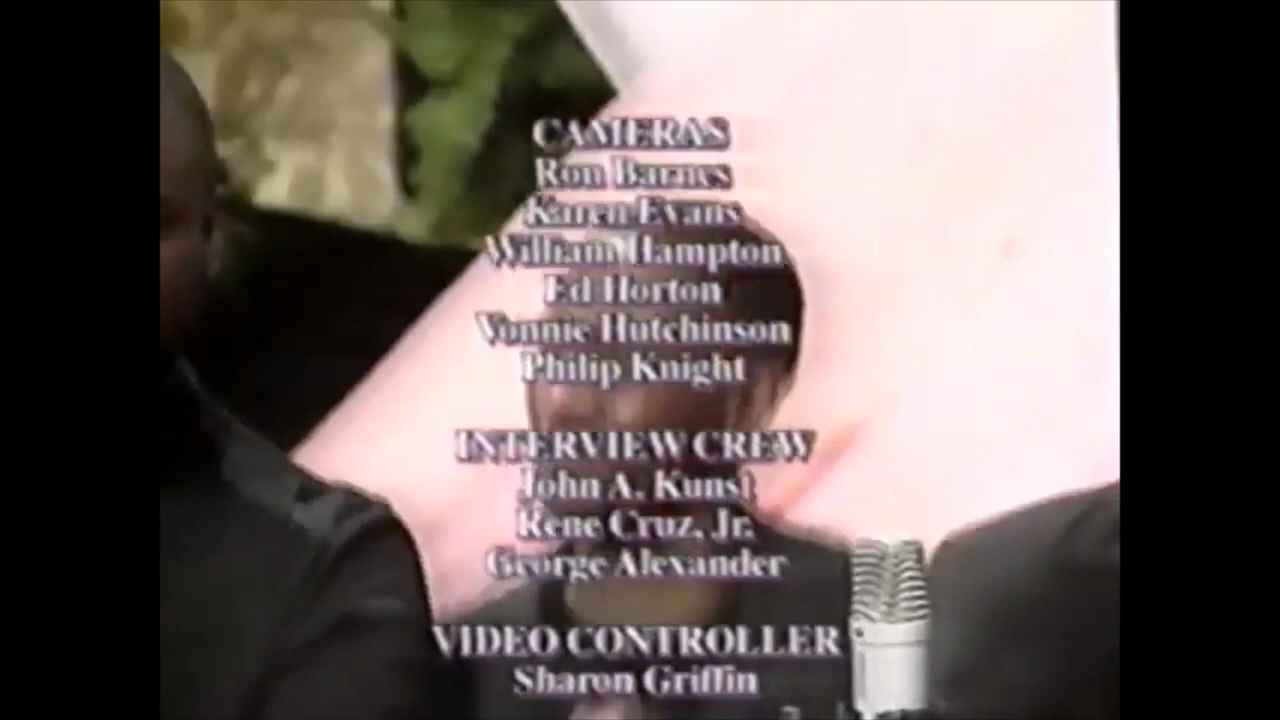 CAMERAS
Ron Barnes
Karen Evans
William Hampton
Ed Horton
Vonnie Hutchinson
Philip Knight
INTERVIEW CREW
John A. Kunst
Rene Cruz, Jr.
George Alexander
VIDEO CONTROLLER
Sharon Griffin